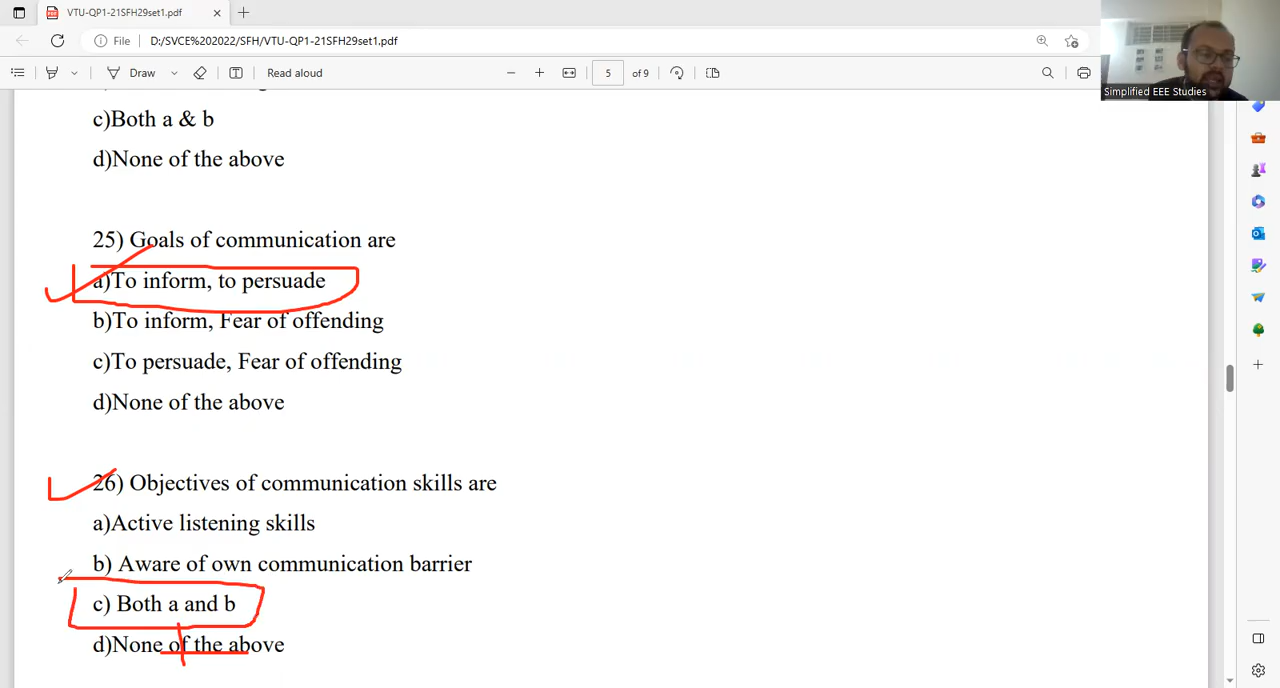 VTU-QP1-21SFH29set1.pdf
File D:/SVCE%202022/SFH/VTU-QP1-21SFH29set1.pdf
Draw Read aloud 5 of 9
Simplified EEE Studies
c)Both a & b
d)None of the above
25) Goals of communication are
a)To inform, to persuade
b)To inform, Fear of offending
c)To persuade, Fear of offending
d)None of the above
26) Objectives of communication skills are
a)Active listening skills
b) Aware of own communication barrier
c) Both a and b
d)None of the above